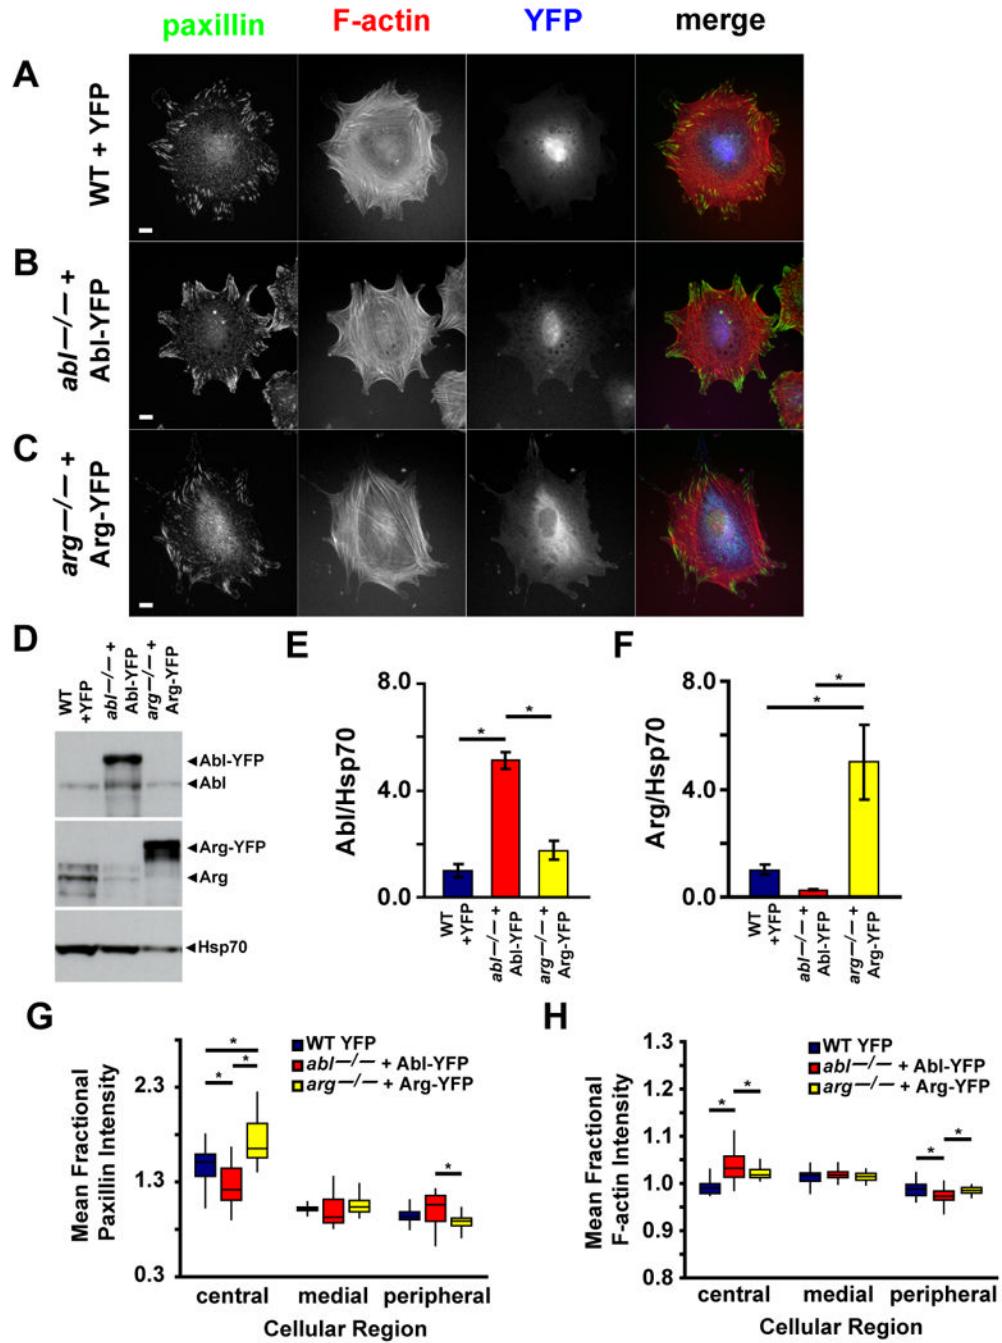 paxillin F-actin YFP merge
A
WT + YFP
B
abl—/— +
Abl-YFP
C
arg—/— +
Arg-YFP
D
WT
+YFP
abl—/— +
Abl-YFP
arg—/— +
Arg-YFP
Abl-YFP
Abl
Arg-YFP
Arg
Hsp70
E
Abl/Hsp70
8.0
4.0
0.0
*
*
WT
+YFP
abl—/— +
Abl-YFP
arg—/— +
Arg-YFP
F
Arg/Hsp70
8.0
4.0
0.0
*
*
WT
+YFP
abl—/— +
Abl-YFP
arg—/— +
Arg-YFP
G
Mean Fractional
Paxillin Intensity
2.3
1.3
0.3
*
*
*
*
WT YFP
abl—/— + Abl-YFP
arg—/— + Arg-YFP
central medial peripheral
Cellular Region
H
Mean Fractional
F-actin Intensity
1.3
1.2
1.1
1.0
0.9
0.8
*
*
*
*
WT YFP
abl—/— + Abl-YFP
arg—/— + Arg-YFP
central medial peripheral
Cellular Region